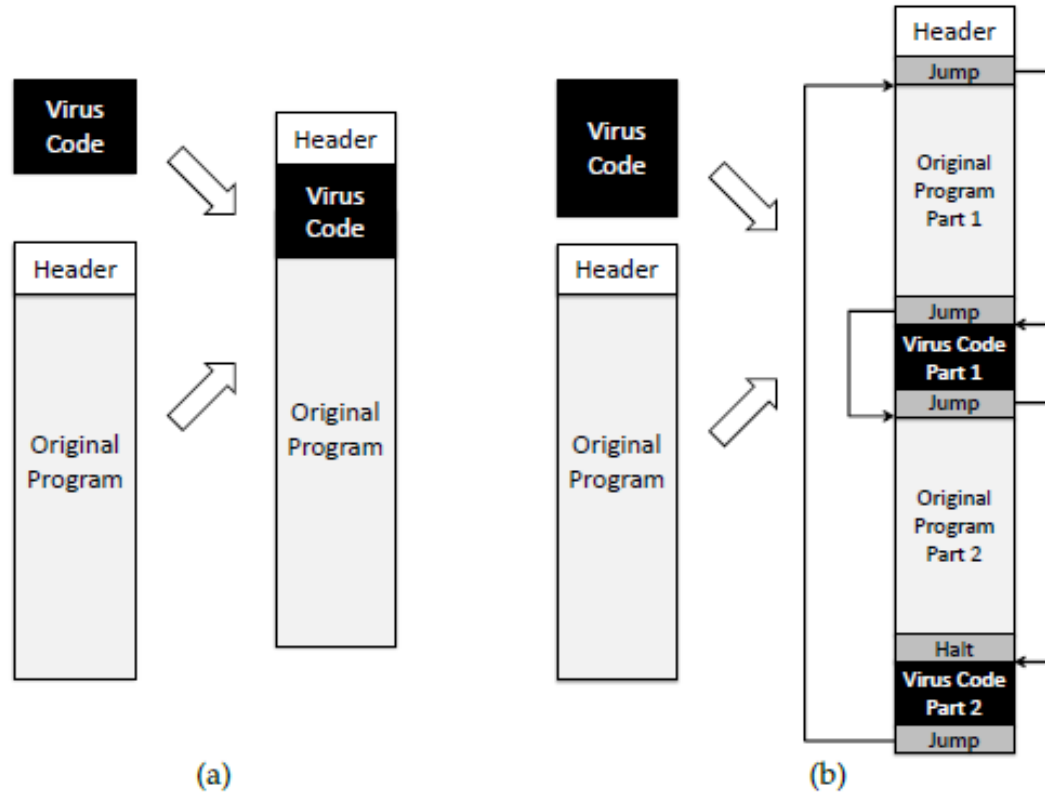 Virus
Code
Header
Original
Program
Header
Virus
Code
Original
Program
(a)
Virus
Code
Header
Original
Program
Header
Jump
Original
Program
Part 1
Jump
Virus Code
Part 1
Jump
Original
Program
Part 2
Halt
Virus Code
Part 2
Jump
(b)